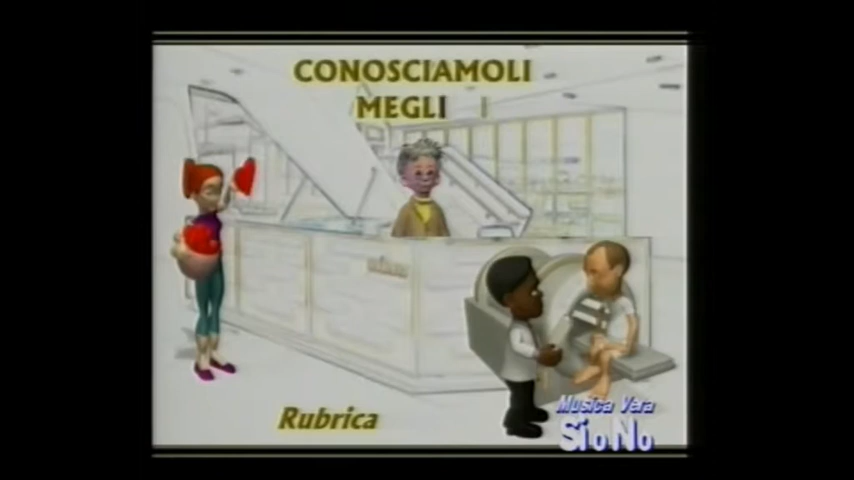 CONOSCIAMOLI
MEGLI
Rubrica
Musica Vera
SioNo